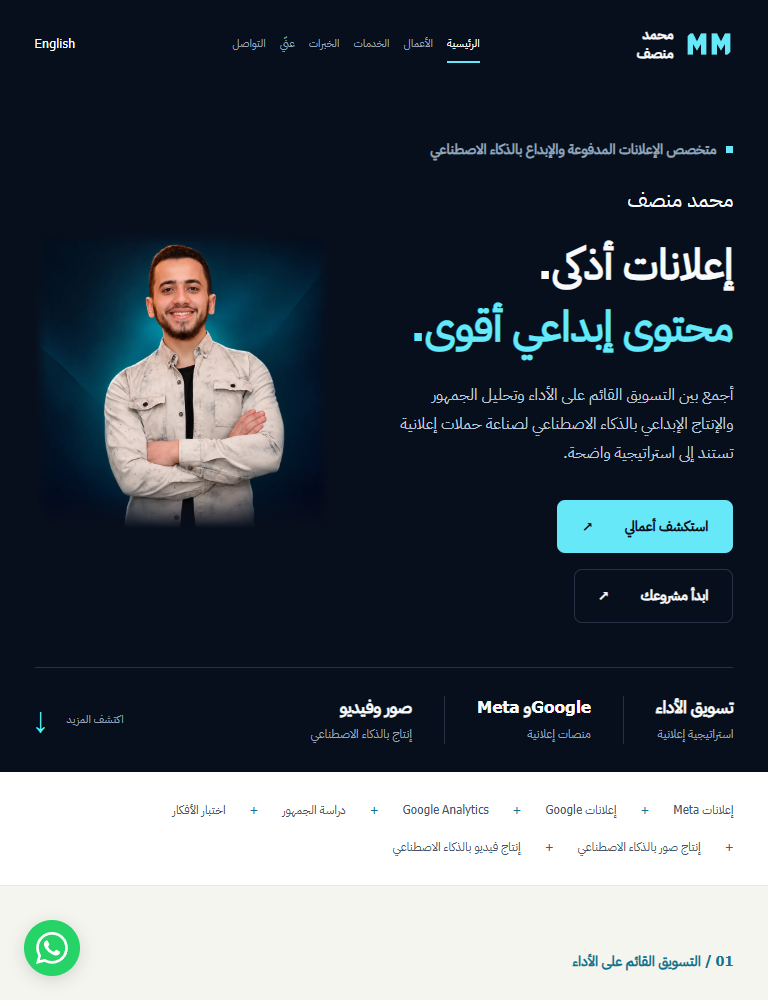 MM
محمد
منصف
الرئيسية
الأعمال
الخدمات
الخبرات
عنّي
التواصل
English
متخصص الإعلانات المدفوعة والإبداع بالذكاء الاصطناعي
محمد منصف
إعلانات أذكى.
محتوى إبداعي أقوى.
أجمع بين التسويق القائم على الأداء وتحليل الجمهور
والإنتاج الإبداعي بالذكاء الاصطناعي لصناعة حملات إعلانية
تستند إلى استراتيجية واضحة.
استكشف أعمالي ↗
ابدأ مشروعك ↗
تسويق الأداء
استراتيجية إعلانية
Google و Meta
منصات إعلانية
صور وفيديو
إنتاج بالذكاء الاصطناعي
اكتشف المزيد ↓
إعلانات Meta + إعلانات Google + Google Analytics + دراسة الجمهور + اختبار الأفكار
+ إنتاج صور بالذكاء الاصطناعي + إنتاج فيديو بالذكاء الاصطناعي
01 / التسويق القائم على الأداء